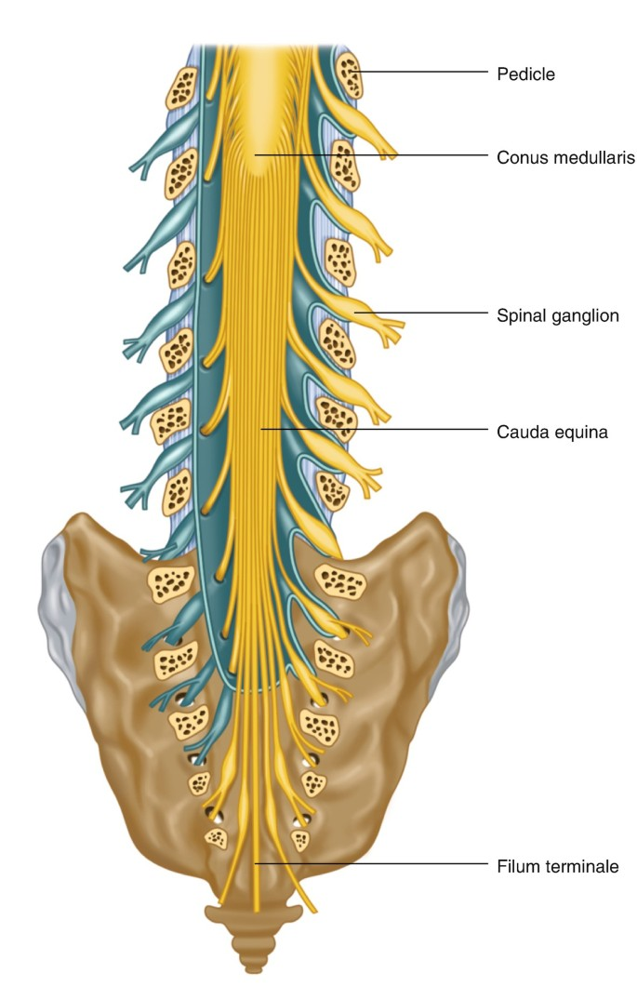 Pedicle
Conus medullaris
Spinal ganglion
Cauda equina
Filum terminale